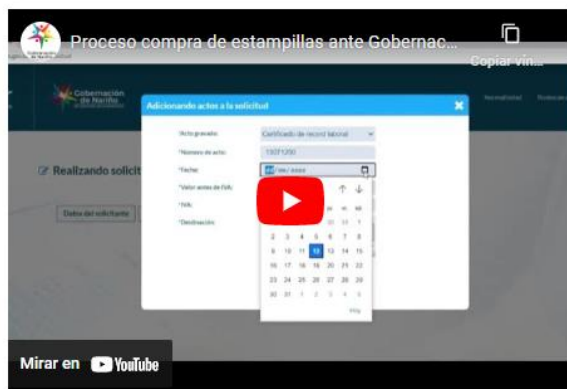 Proceso compra de estampillas ante Gobernac...
Copiar vín...
Gobernación
de Nariño
Adicionando actos a la solicitud
*Acto gravado:
Certificado de record laboral
*Número de acto:
*Fecha:
*Valor antes de IVA:
*IVA:
*Destinación:
Realizando solicit
Datos del solicitante
2 3 4 5 6 7 8
9 10 11 12 13 14 15
16 17 18 19 20 21 22
23 24 25 26 27 28 29
30 31 1 2 3 4 5
Hoy
Mirar en YouTube